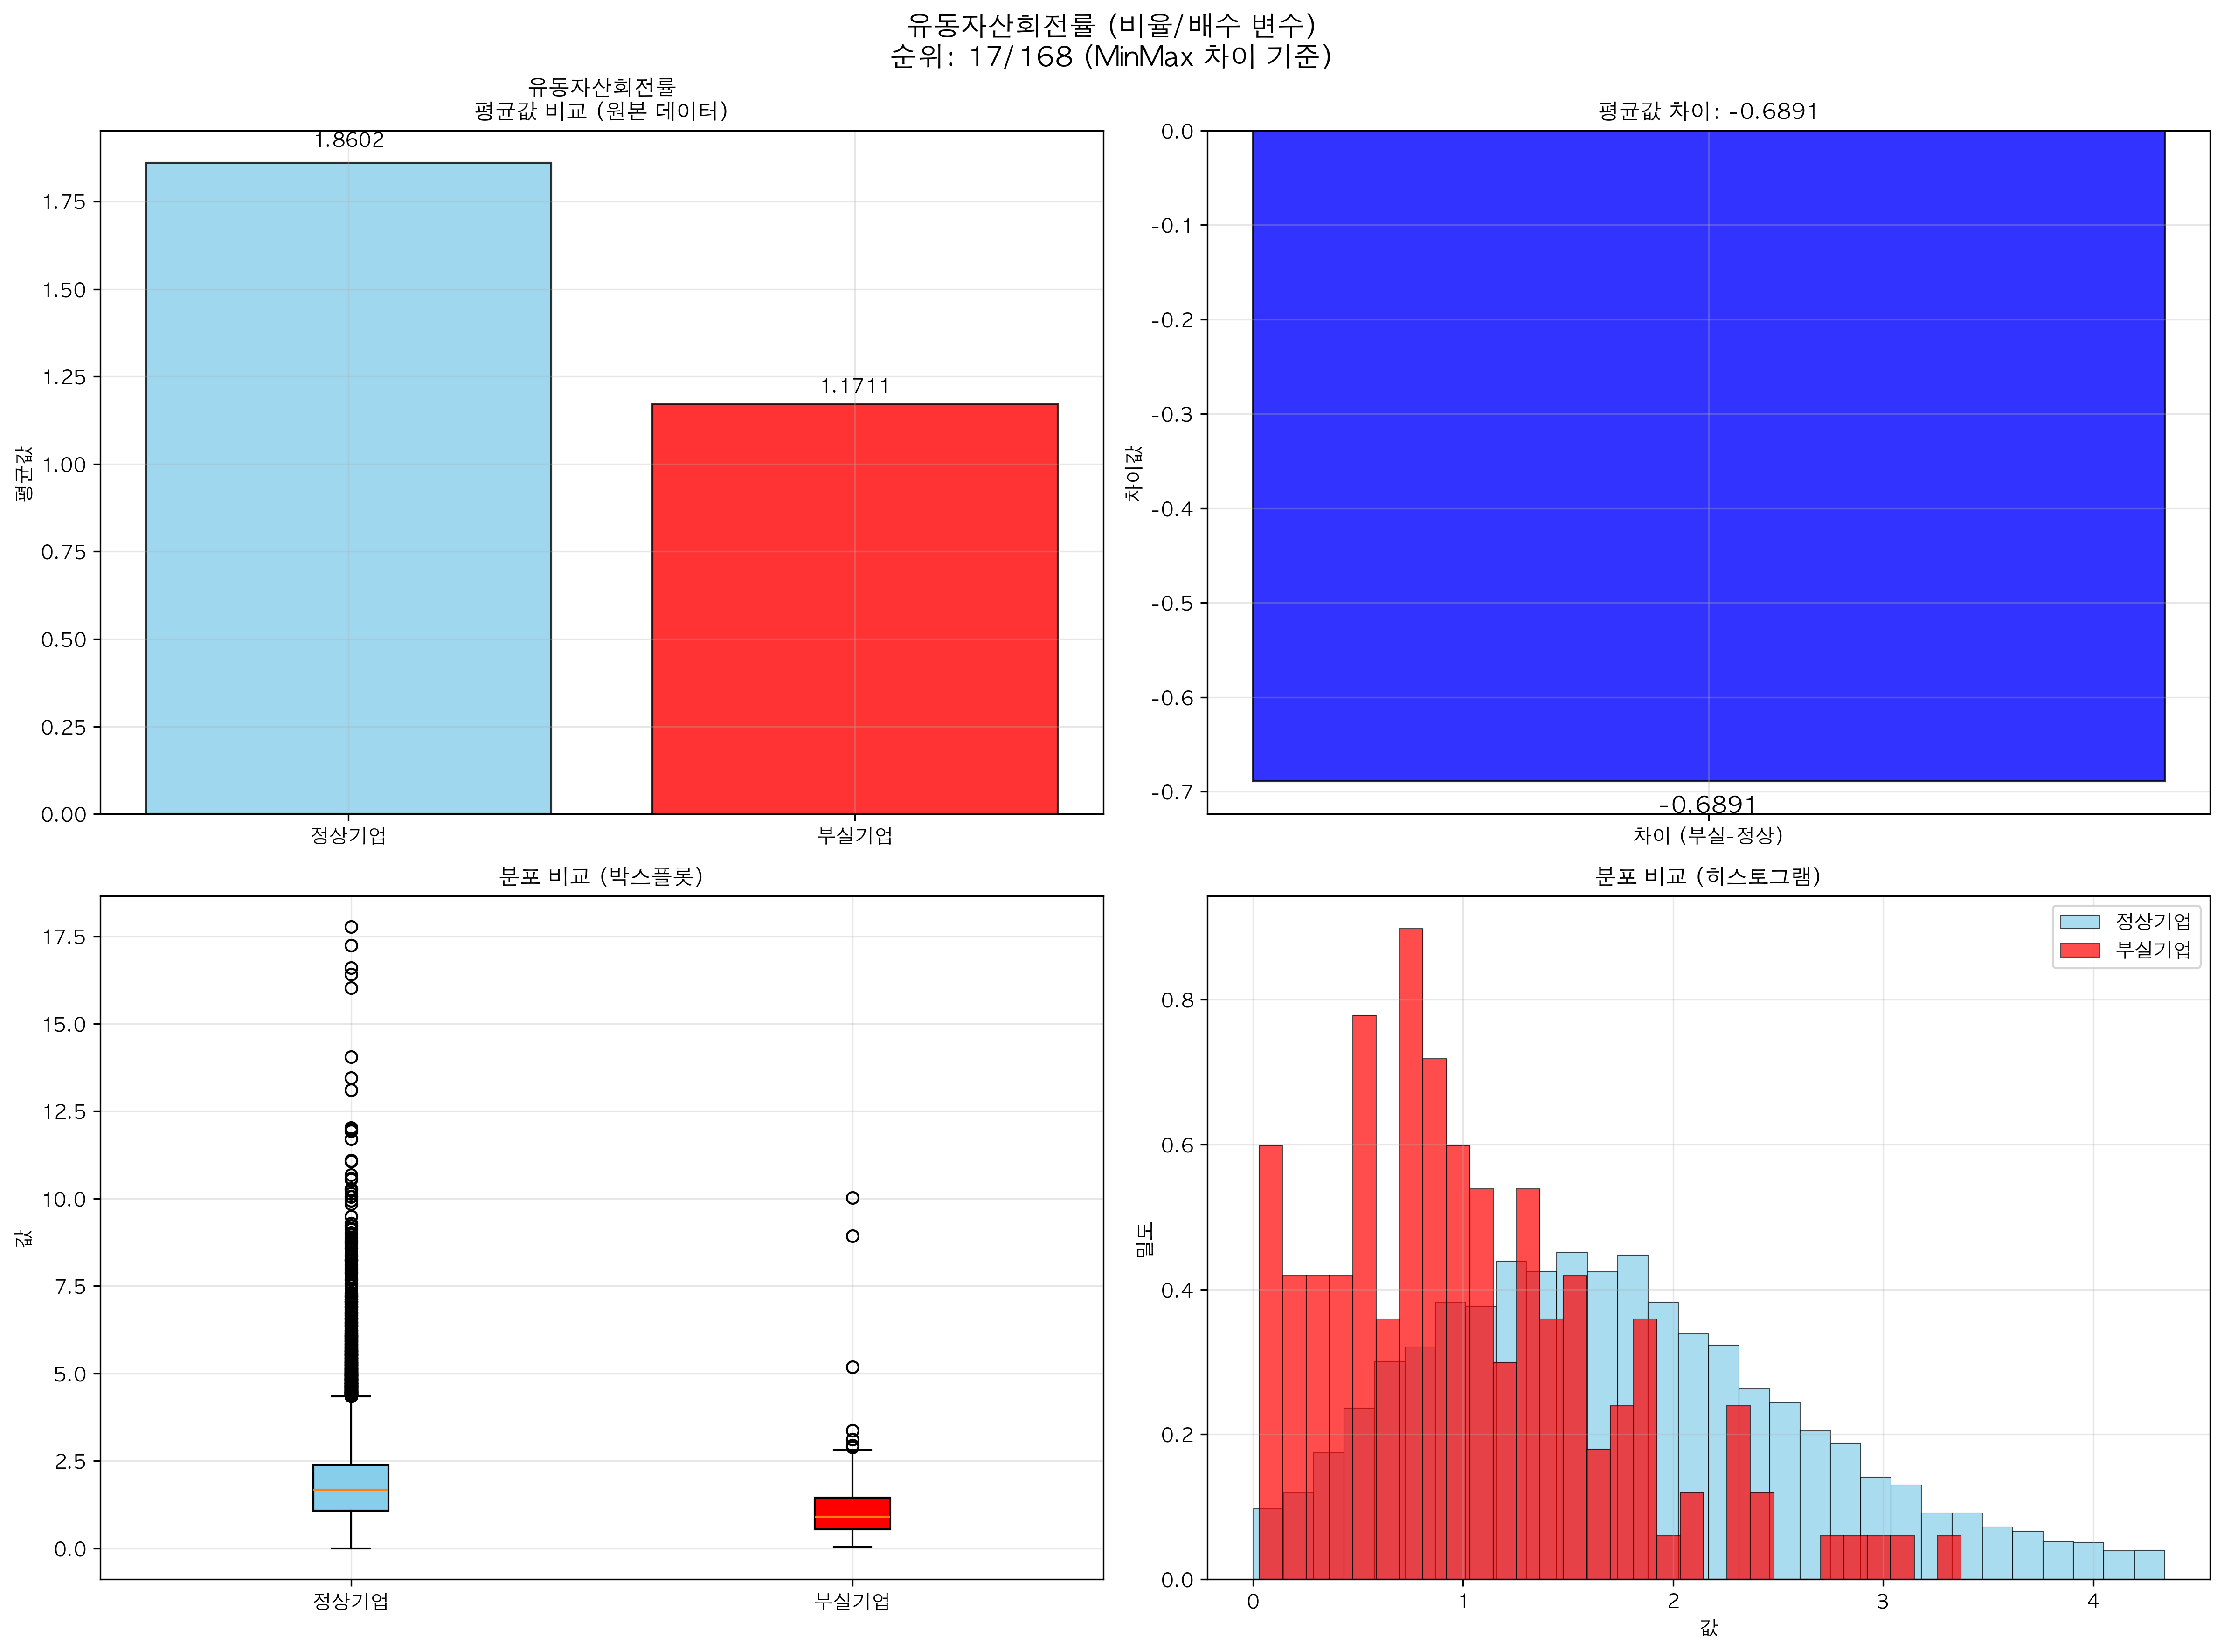 유동자산회전률 (비율/배수 변수)
순위: 17/168 (MinMax 차이 기준)
유동자산회전률
평균값 비교 (원본 데이터)
1.8602
1.1711
평균값
1.75
1.50
1.25
1.00
0.75
0.50
0.25
0.00
정상기업
부실기업
평균값 차이: -0.6891
차이값
0.0
-0.1
-0.2
-0.3
-0.4
-0.5
-0.6
-0.7
-0.6891
차이 (부실-정상)
분포 비교 (박스플롯)
값
17.5
15.0
12.5
10.0
7.5
5.0
2.5
0.0
정상기업
부실기업
분포 비교 (히스토그램)
정상기업
부실기업
밀도
0.8
0.6
0.4
0.2
0.0
0
1
2
3
4
값